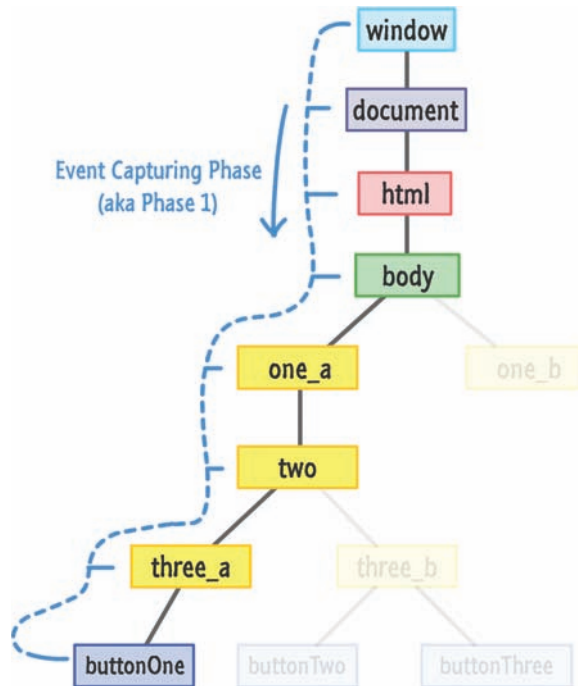 window
document
Event Capturing Phase
(aka Phase 1)
html
body
one_a
one_b
two
three_a
three_b
buttonOne
buttonTwo
buttonThree